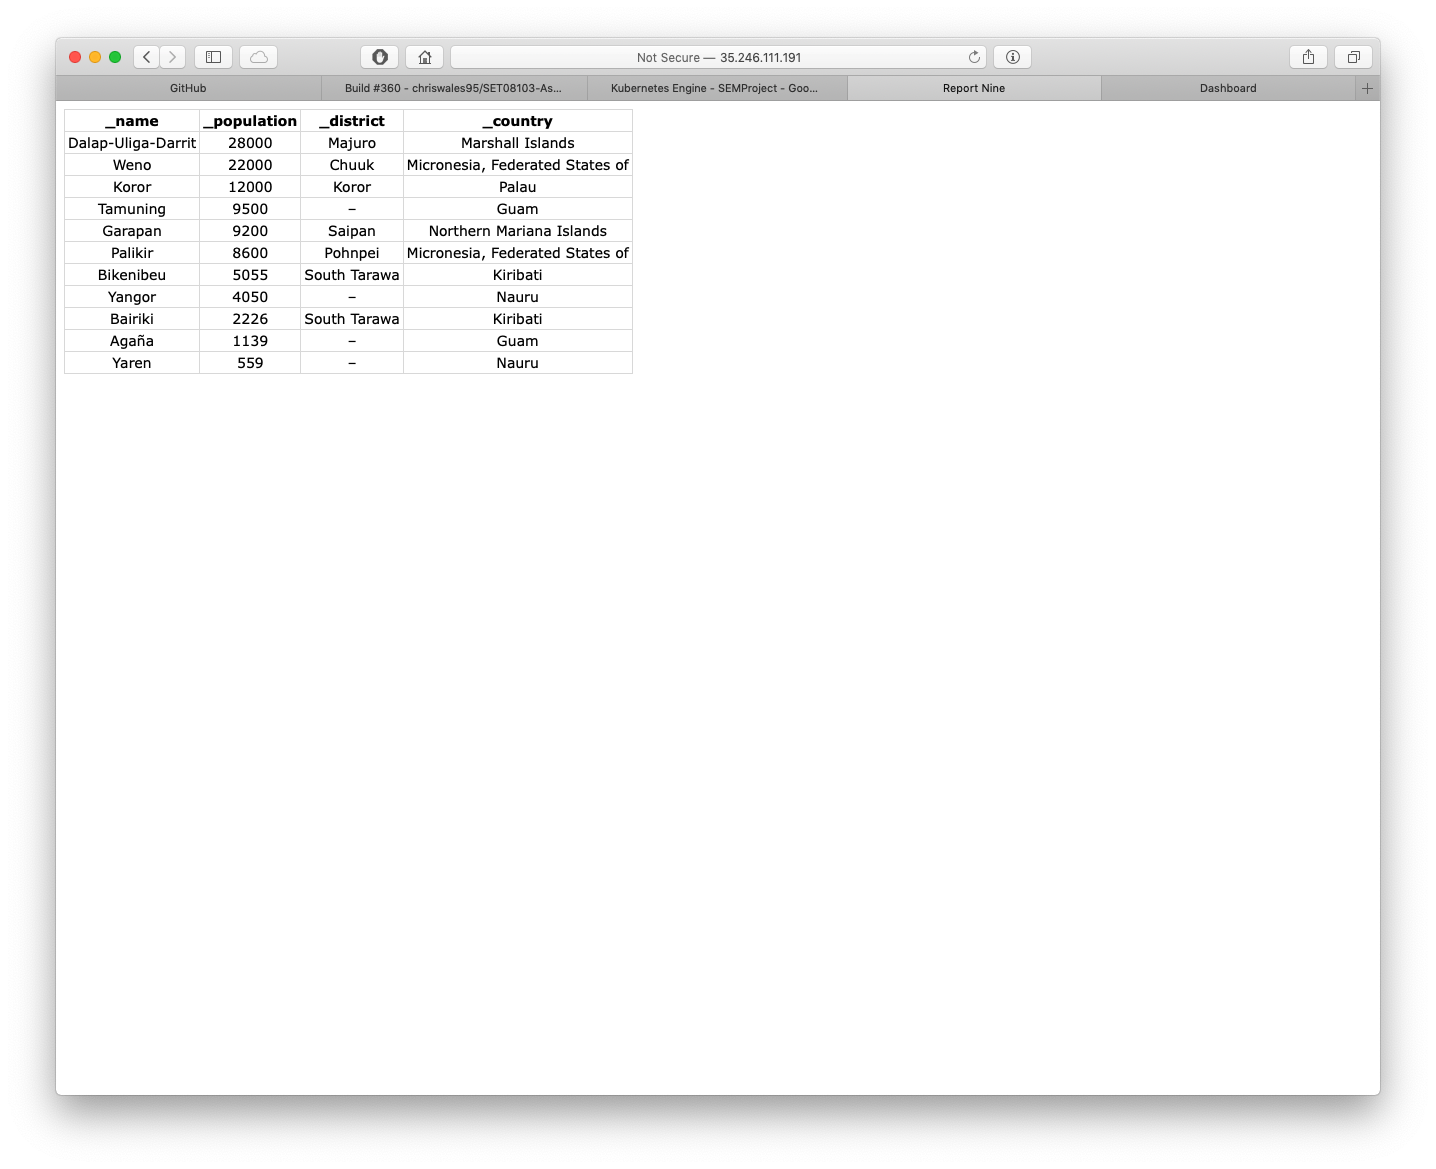 Not Secure — 35.246.111.191
GitHub Build #360 - chriswales95/SET08103-As... Kubernetes Engine - SEMProject - Goo... Report Nine Dashboard
_name _population _district _country
Dalap-Uliga-Darrit 28000 Majuro Marshall Islands
Weno 22000 Chuuk Micronesia, Federated States of
Koror 12000 Koror Palau
Tamuning 9500 – Guam
Garapan 9200 Saipan Northern Mariana Islands
Palikir 8600 Pohnpei Micronesia, Federated States of
Bikenibeu 5055 South Tarawa Kiribati
Yangor 4050 – Nauru
Bairiki 2226 South Tarawa Kiribati
Agaña 1139 – Guam
Yaren 559 – Nauru